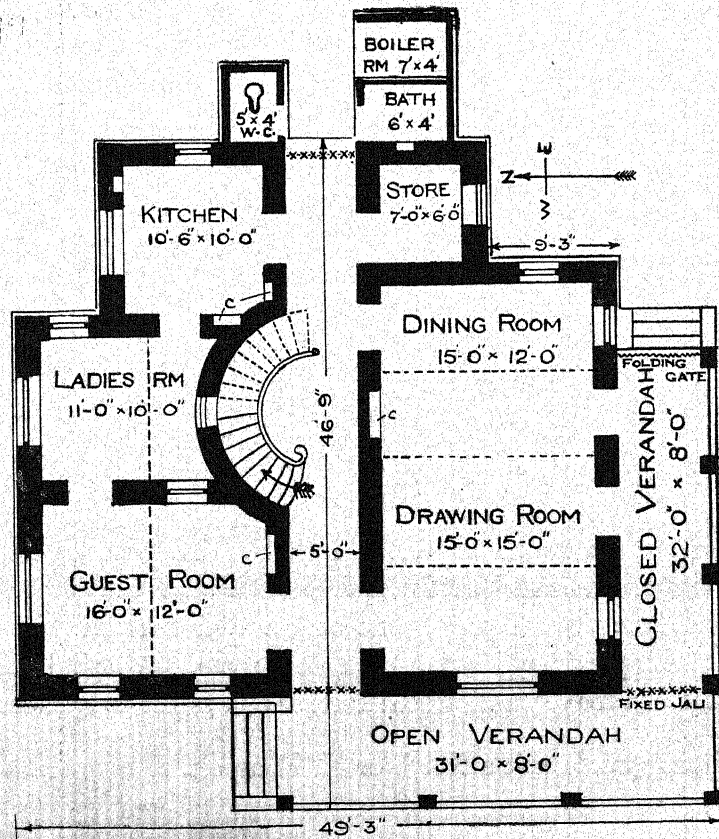 BOILER
RM 7'×4'
BATH
6'×4'
5'×4'
W.C.
E
N
W
KITCHEN
10'-6"×10'-0"
STORE
7'-0"×6'-0"
9'-3"
C
DINING ROOM
15'-0"×12'-0"
FOLDING
GATE
LADIES RM
11'-0"×10'-0"
46'-9"
C
CLOSED VERANDAH
32'-0" × 8'-0"
DRAWING ROOM
15'-0"×15'-0"
C
5'-0"
GUEST ROOM
16'-0"×12'-0"
FIXED JALI
OPEN VERANDAH
31'-0×8'-0"
49'-3"